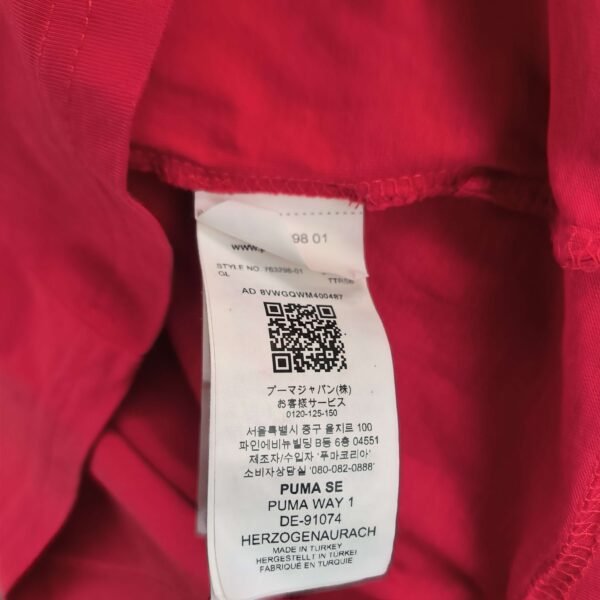 98 01
STYLE NO. 763798-01
GL
AD 8VWGQWM400487
プーマジャパン(株)
お客様サービス
0120-125-150
서울특별시 중구 을지로 100
파인에비뉴빌딩 B동 6층 04551
제조자/수입자 '푸마코리아'
소비자상담실 '080-082-0888'
PUMA SE
PUMA WAY 1
DE-91074
HERZOGENAURACH
MADE IN TURKEY
HERGESTELLT IN TÜRKEI
FABRIQUÉ EN TURQUIE